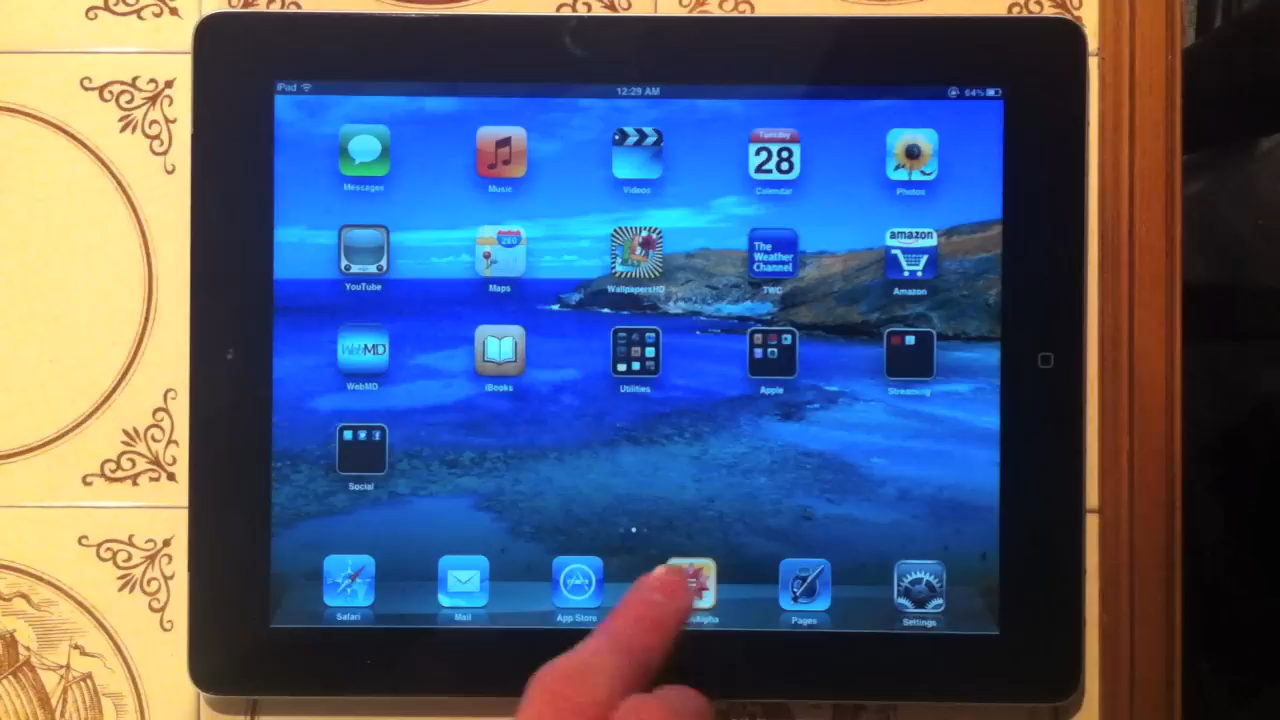 iPad 12:29 AM 64%
Tuesday
28
Messages Music Videos Calendar Photos
280
The
Weather
Channel
amazon
YouTube Maps WallpapersHD TWC Amazon
WebMD
WebMD iBooks Utilities Apple Streaming
Social
Safari Mail App Store Alpha Pages Settings